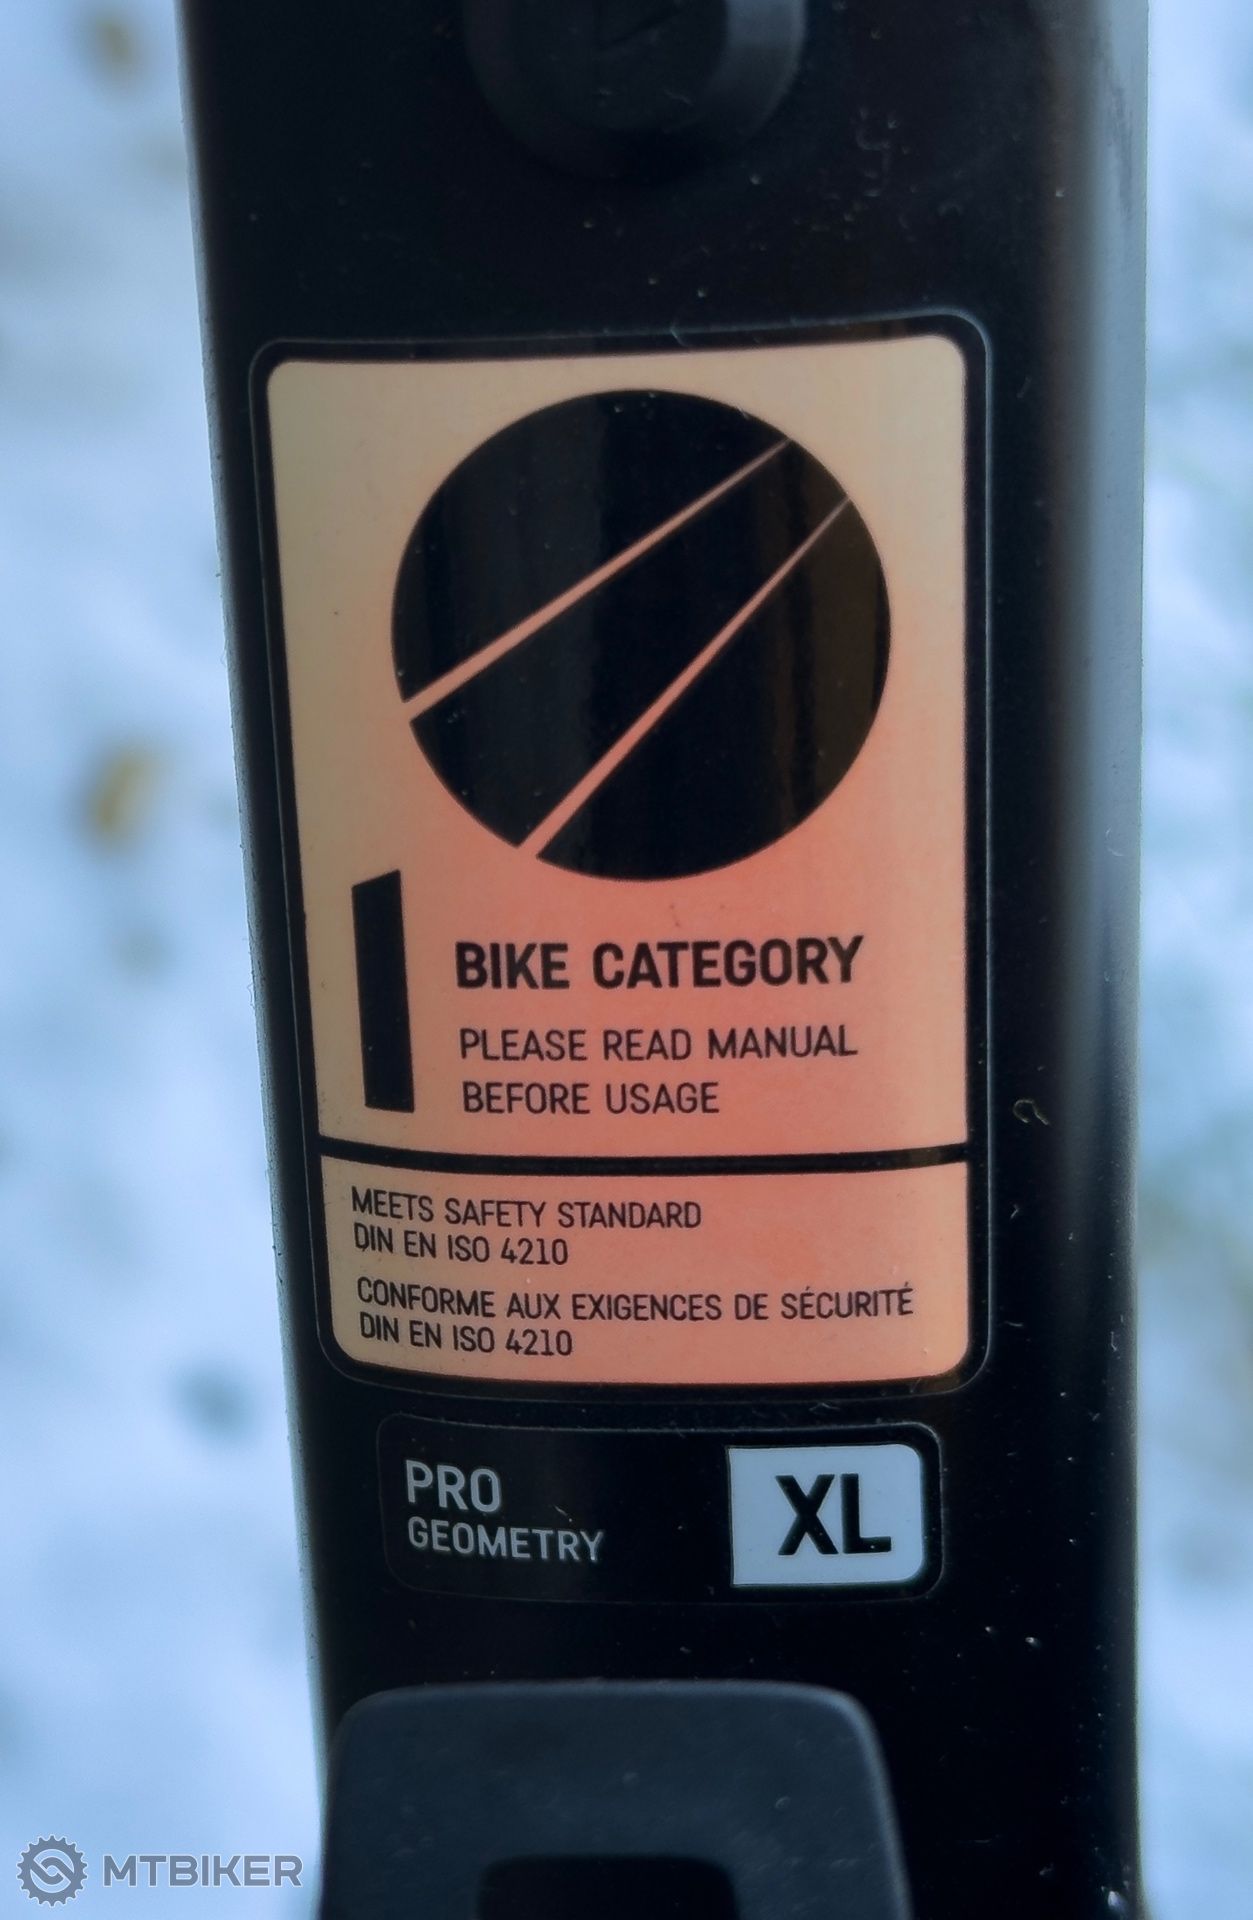 1 BIKE CATEGORY
PLEASE READ MANUAL
BEFORE USAGE
MEETS SAFETY STANDARD
DIN EN ISO 4210
CONFORME AUX EXIGENCES DE SÉCURITÉ
DIN EN ISO 4210
PRO
GEOMETRY
XL
MTBIKER